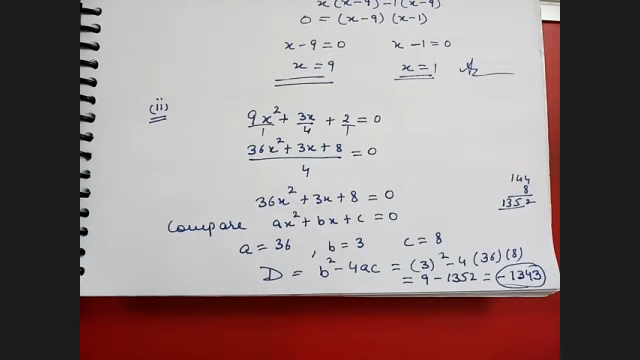 x(x-9)-1(x-9)
0 = (x-9)(x-1)
x-9=0 x-1=0
x=9 x=1
(ii) 9x²/1 + 3x/4 + 2/1 = 0
(36x²+3x+8)/4 = 0
36x²+3x+8=0
Compare ax²+bx+c=0
a=36, b=3 c=8
D = b²-4ac = (3)²-4(36)(8)
= 9-1352 = -1343
144
8
1352